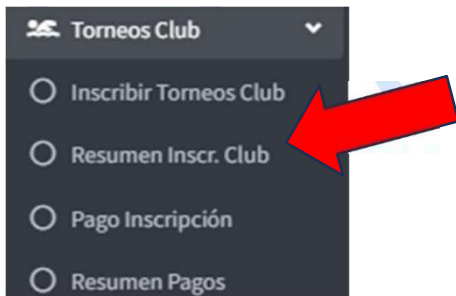 Torneos Club
Inscribir Torneos Club
Resumen Inscr. Club
Pago Inscripción
Resumen Pagos